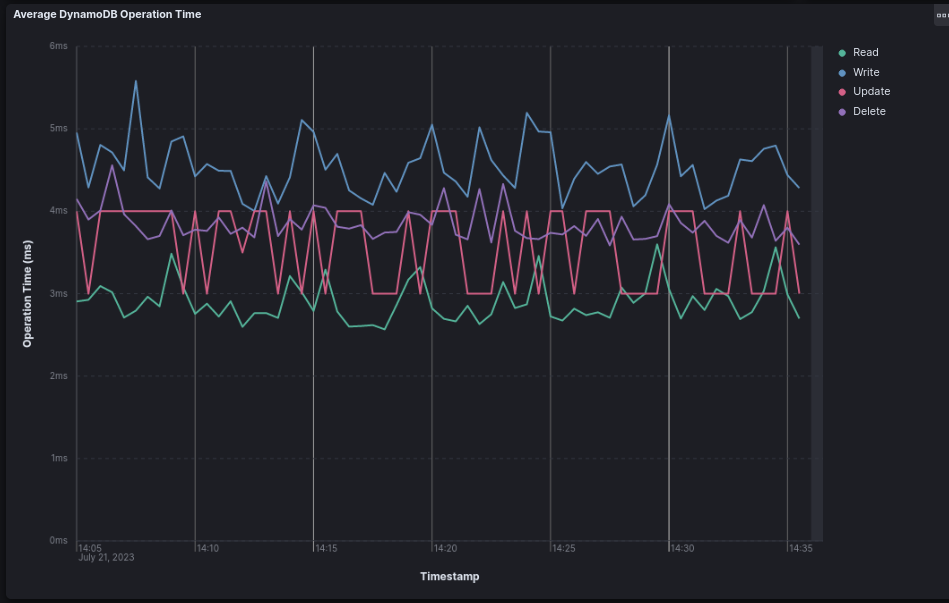 Average DynamoDB Operation Time
Read
Write
Update
Delete
6ms
5ms
4ms
3ms
2ms
1ms
0ms
Operation Time (ms)
14:05
14:10
14:15
14:20
14:25
14:30
14:35
July 21, 2023
Timestamp